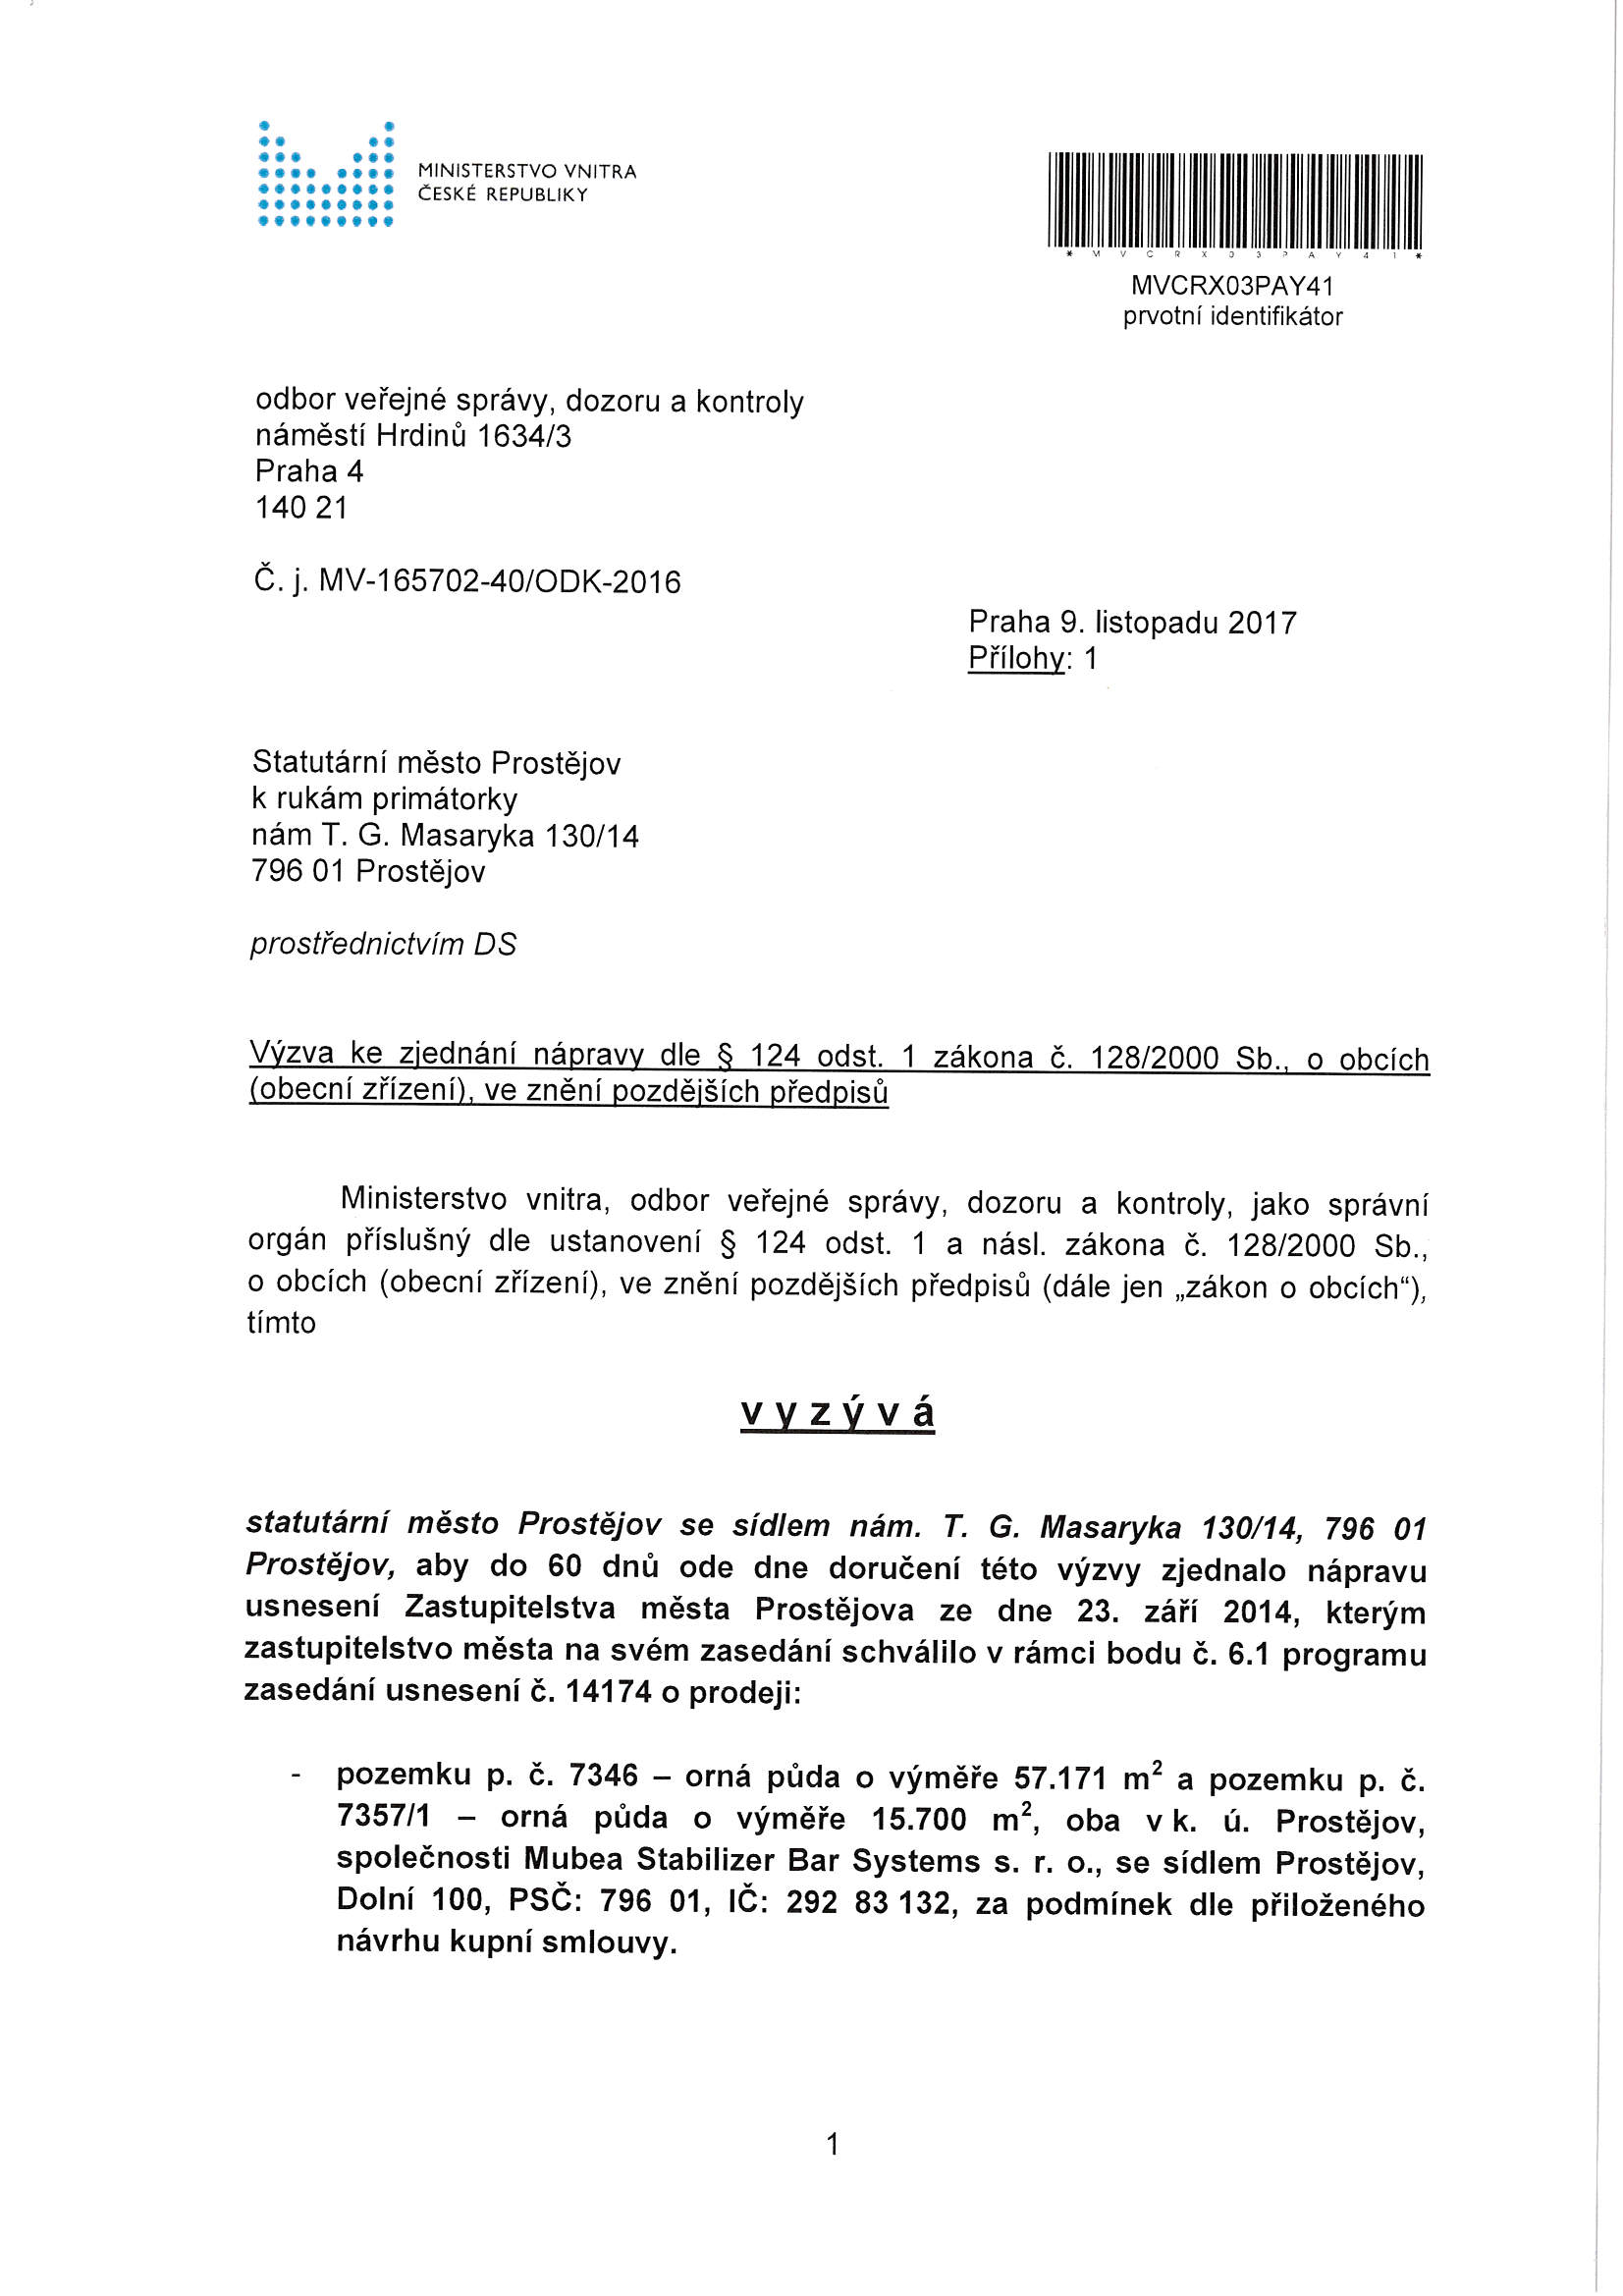 MINISTERSTVO VNITRA
ČESKÉ REPUBLIKY
* M V C R X 0 3 P A Y 4 1 *
MVCRX03PAY41
prvotní identifikátor
odbor veřejné správy, dozoru a kontroly
náměstí Hrdinů 1634/3
Praha 4
140 21
Č. j. MV-165702-40/ODK-2016
Praha 9. listopadu 2017
Přílohy: 1
Statutární město Prostějov
k rukám primátorky
nám T. G. Masaryka 130/14
796 01 Prostějov
prostřednictvím DS
Výzva ke zjednání nápravy dle § 124 odst. 1 zákona č. 128/2000 Sb., o obcích
(obecní zřízení), ve znění pozdějších předpisů
Ministerstvo vnitra, odbor veřejné správy, dozoru a kontroly, jako správní
orgán příslušný dle ustanovení § 124 odst. 1 a násl. zákona č. 128/2000 Sb.,
o obcích (obecní zřízení), ve znění pozdějších předpisů (dále jen „zákon o obcích“),
tímto
v y z ý v á
statutární město Prostějov se sídlem nám. T. G. Masaryka 130/14, 796 01
Prostějov, aby do 60 dnů ode dne doručení této výzvy zjednalo nápravu
usnesení Zastupitelstva města Prostějova ze dne 23. září 2014, kterým
zastupitelstvo města na svém zasedání schválilo v rámci bodu č. 6.1 programu
zasedání usnesení č. 14174 o prodeji:
- pozemku p. č. 7346 – orná půda o výměře 57.171 m² a pozemku p. č.
7357/1 – orná půda o výměře 15.700 m², oba v k. ú. Prostějov,
společnosti Mubea Stabilizer Bar Systems s. r. o., se sídlem Prostějov,
Dolní 100, PSČ: 796 01, IČ: 292 83 132, za podmínek dle přiloženého
návrhu kupní smlouvy.
1